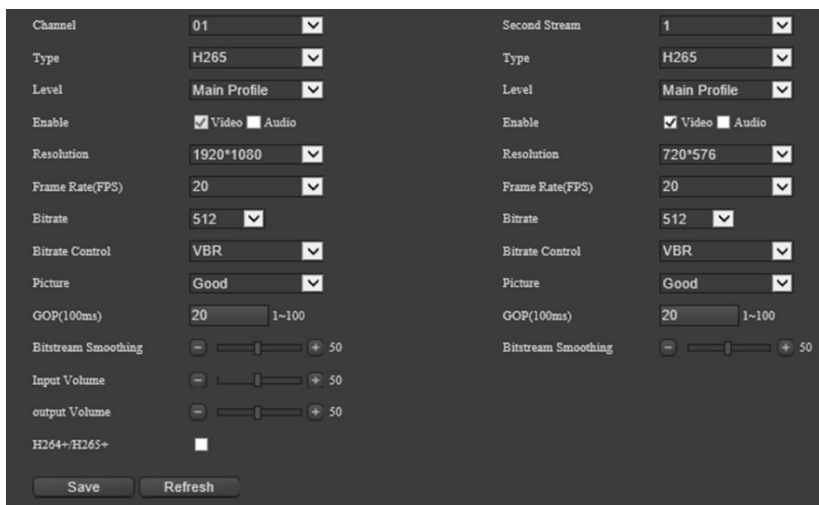 Channel 01 Second Stream 1
Type H265 Type H265
Level Main Profile Level Main Profile
Enable Video Audio Enable Video Audio
Resolution 1920*1080 Resolution 720*576
Frame Rate(FPS) 20 Frame Rate(FPS) 20
Bitrate 512 Bitrate 512
Bitrate Control VBR Bitrate Control VBR
Picture Good Picture Good
GOP(100ms) 20 1~100 GOP(100ms) 20 1~100
Bitstream Smoothing 50 Bitstream Smoothing 50
Input Volume 50
output Volume 50
H264+/H265+
Save Refresh